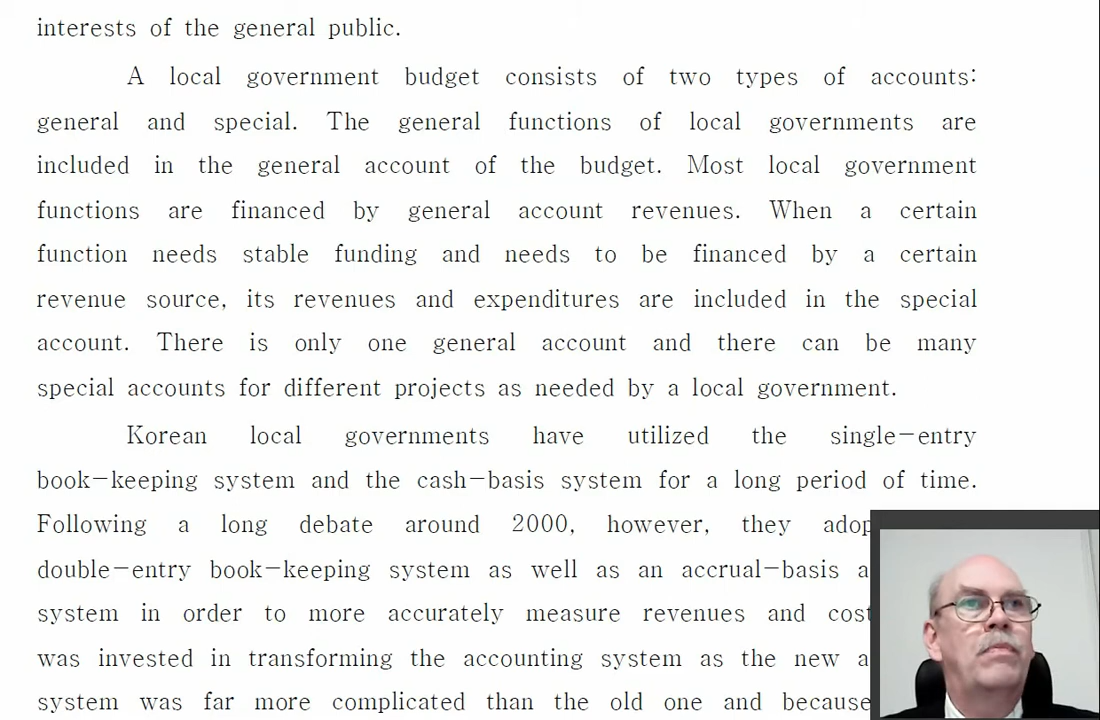 interests of the general public.
A local government budget consists of two types of accounts:
general and special. The general functions of local governments are
included in the general account of the budget. Most local government
functions are financed by general account revenues. When a certain
function needs stable funding and needs to be financed by a certain
revenue source, its revenues and expenditures are included in the special
account. There is only one general account and there can be many
special accounts for different projects as needed by a local government.
Korean local governments have utilized the single-entry
book-keeping system and the cash-basis system for a long period of time.
Following a long debate around 2000, however, they
double-entry book-keeping system as well as an accrual-basis
system in order to more accurately measure revenues and
was invested in transforming the accounting system as the new
system was far more complicated than the old one and because